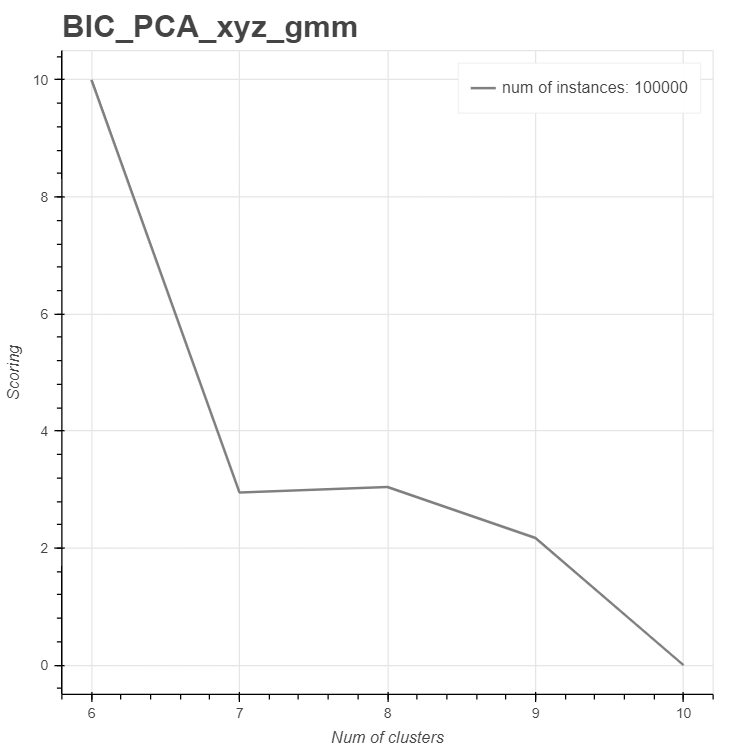 BIC_PCA_xyz_gmm
num of instances: 100000
10
8
6
4
2
0
Scoring
6 7 8 9 10
Num of clusters